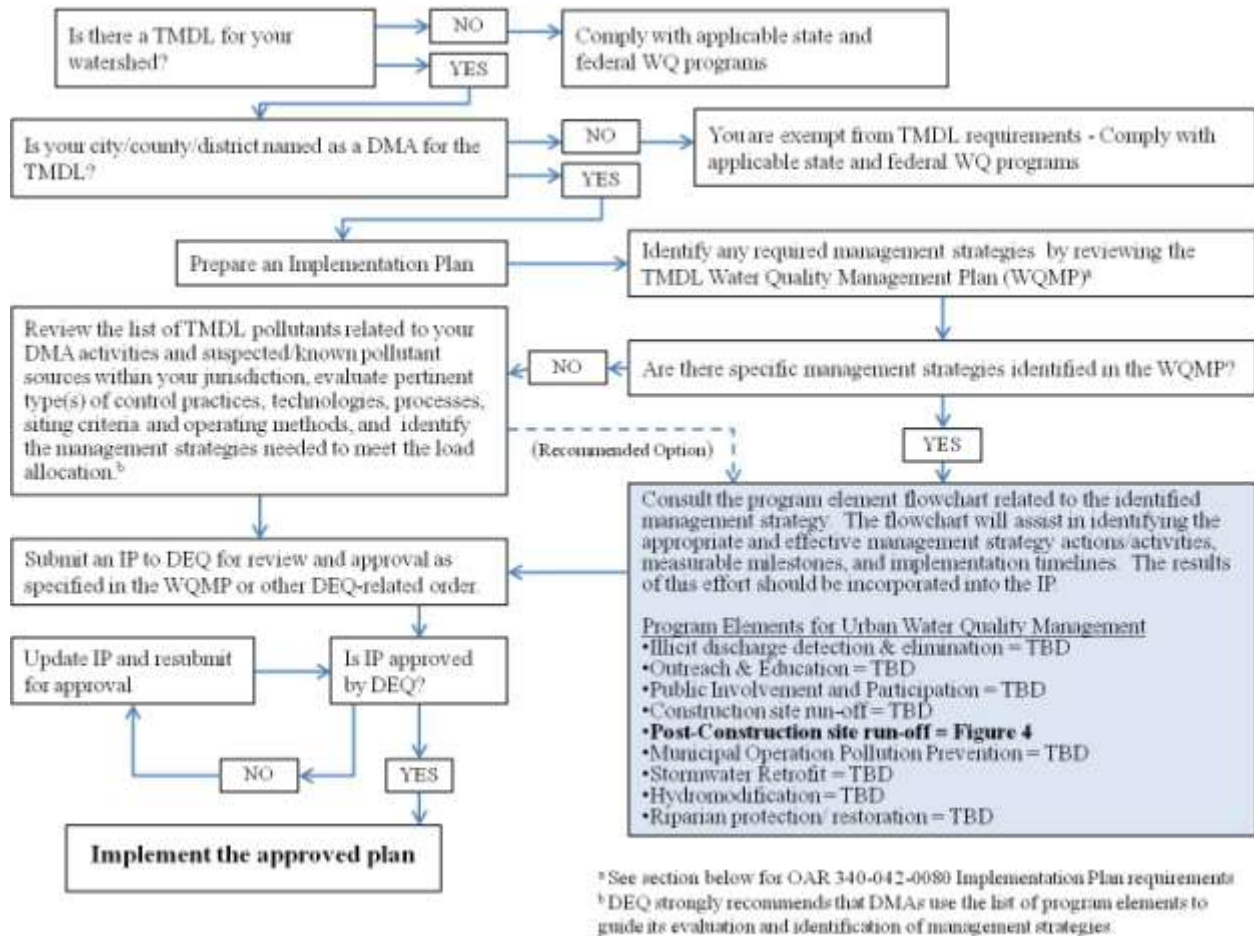 Is there a TMDL for your
watershed?
NO
YES
Comply with applicable state and
federal WQ programs
Is your city/county/district named as a DMA for the
TMDL?
NO
YES
You are exempt from TMDL requirements - Comply with
applicable state and federal WQ programs
Prepare an Implementation Plan
Identify any required management strategies by reviewing the
TMDL Water Quality Management Plan (WQMP)a
Are there specific management strategies identified in the WQMP?
NO
YES
Review the list of TMDL pollutants related to your
DMA activities and suspected/known pollutant
sources within your jurisdiction, evaluate pertinent
type(s) of control practices, technologies, processes,
siting criteria and operating methods, and identify
the management strategies needed to meet the load
allocation.b
(Recommended Option)
Consult the program element flowchart related to the identified
management strategy. The flowchart will assist in identifying the
appropriate and effective management strategy actions/activities,
measurable milestones, and implementation timelines. The results
of this effort should be incorporated into the IP.
Program Elements for Urban Water Quality Management
•Illicit discharge detection & elimination = TBD
•Outreach & Education = TBD
•Public Involvement and Participation = TBD
•Construction site run-off = TBD
•Post-Construction site run-off = Figure 4
•Municipal Operation Pollution Prevention = TBD
•Stormwater Retrofit = TBD
•Hydromodification = TBD
•Riparian protection/ restoration = TBD
Submit an IP to DEQ for review and approval as
specified in the WQMP or other DEQ-related order.
Update IP and resubmit
for approval
Is IP approved
by DEQ?
NO
YES
Implement the approved plan
a See section below for OAR 340-042-0080 Implementation Plan requirements
b DEQ strongly recommends that DMAs use the list of program elements to
guide its evaluation and identification of management strategies.